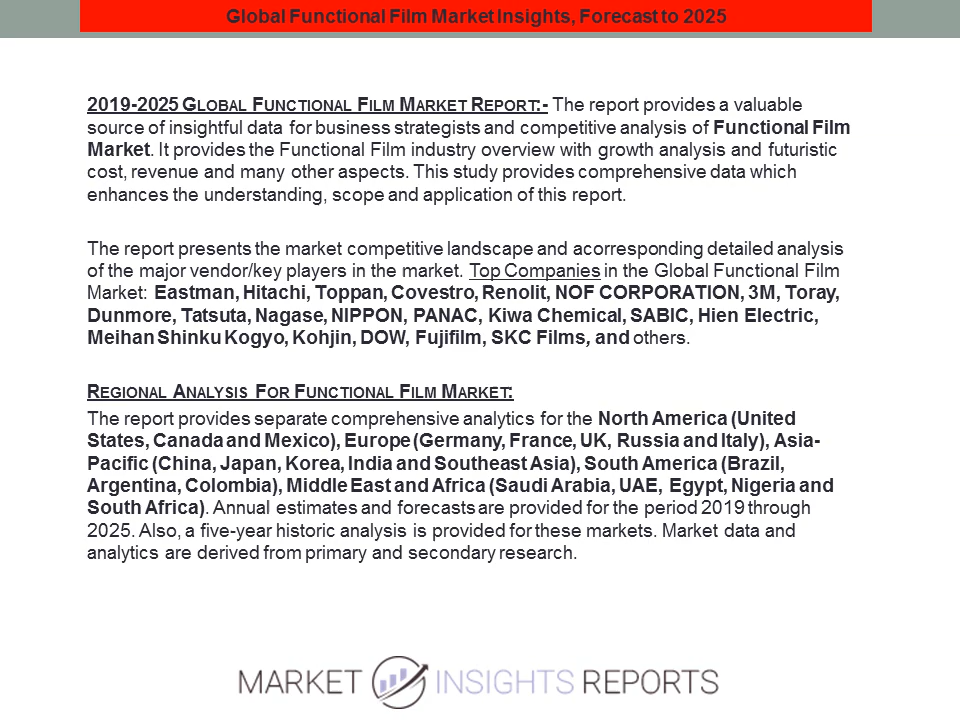 Global Functional Film Market Insights, Forecast to 2025
2019-2025 Global Functional Film Market Report:- The report provides a valuable
source of insightful data for business strategists and competitive analysis of Functional Film
Market. It provides the Functional Film industry overview with growth analysis and futuristic
cost, revenue and many other aspects. This study provides comprehensive data which
enhances the understanding, scope and application of this report.
The report presents the market competitive landscape and acorresponding detailed analysis
of the major vendor/key players in the market. Top Companies in the Global Functional Film
Market: Eastman, Hitachi, Toppan, Covestro, Renolit, NOF CORPORATION, 3M, Toray,
Dunmore, Tatsuta, Nagase, NIPPON, PANAC, Kiwa Chemical, SABIC, Hien Electric,
Meihan Shinku Kogyo, Kohjin, DOW, Fujifilm, SKC Films, and others.
Regional Analysis For Functional Film Market:
The report provides separate comprehensive analytics for the North America (United
States, Canada and Mexico), Europe (Germany, France, UK, Russia and Italy), Asia-
Pacific (China, Japan, Korea, India and Southeast Asia), South America (Brazil,
Argentina, Colombia), Middle East and Africa (Saudi Arabia, UAE, Egypt, Nigeria and
South Africa). Annual estimates and forecasts are provided for the period 2019 through
2025. Also, a five-year historic analysis is provided for these markets. Market data and
analytics are derived from primary and secondary research.
MARKET INSIGHTS REPORTS